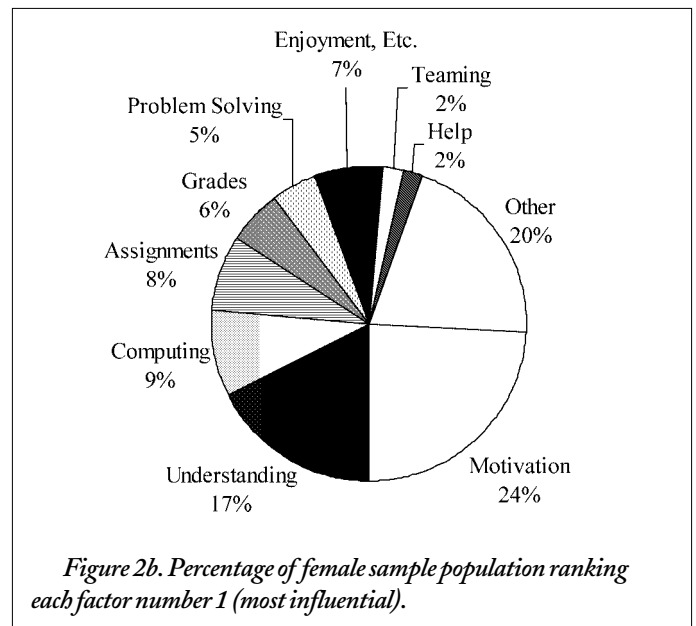 Enjoyment, Etc.
7%
Teaming
2%
Help
2%
Problem Solving
5%
Grades
6%
Other
20%
Assignments
8%
Computing
9%
Understanding
17%
Motivation
24%
Figure 2b. Percentage of female sample population ranking
each factor number 1 (most influential).